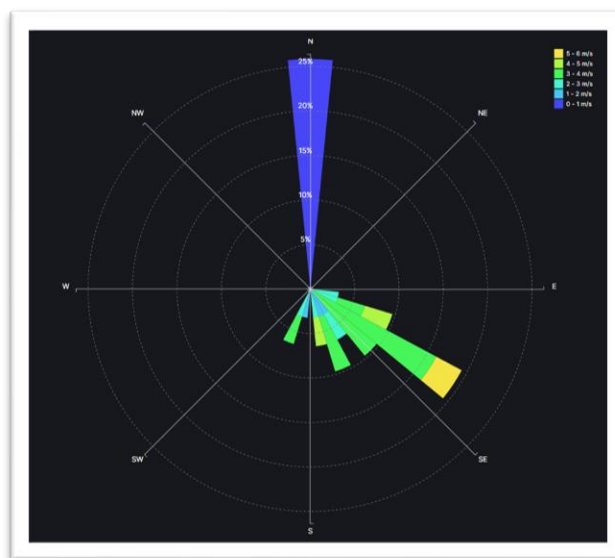 N
25%
5 - 6 m/s
4 - 5 m/s
3 - 4 m/s
2 - 3 m/s
1 - 2 m/s
0 - 1 m/s
20%
NW
NE
15%
10%
5%
W
E
SW
SE
S